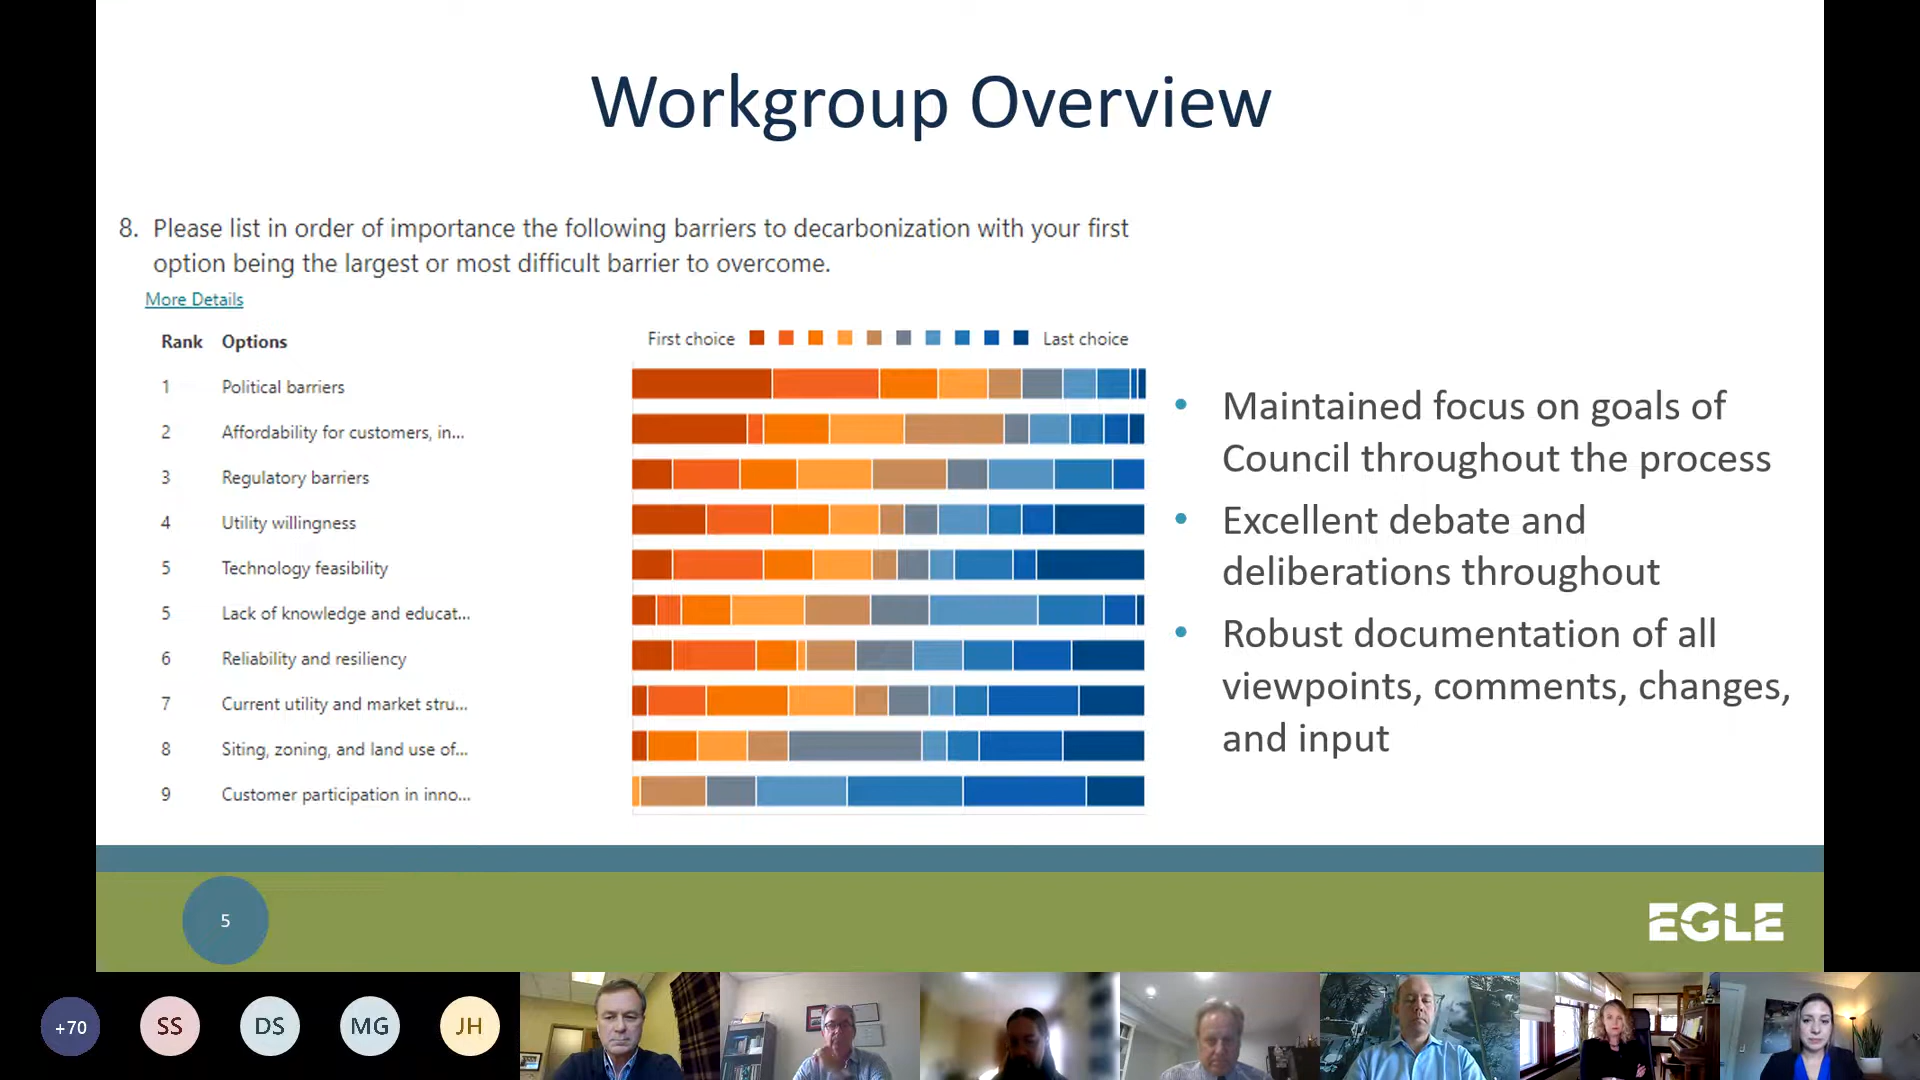 Workgroup Overview
8. Please list in order of importance the following barriers to decarbonization with your first
option being the largest or most difficult barrier to overcome.
More Details
Rank Options
First choice Last choice
1 Political barriers
2 Affordability for customers, in...
3 Regulatory barriers
4 Utility willingness
5 Technology feasibility
5 Lack of knowledge and educat...
6 Reliability and resiliency
7 Current utility and market stru...
8 Siting, zoning, and land use of...
9 Customer participation in inno...
• Maintained focus on goals of
Council throughout the process
• Excellent debate and
deliberations throughout
• Robust documentation of all
viewpoints, comments, changes,
and input
5
EGLE
+70 SS DS MG JH